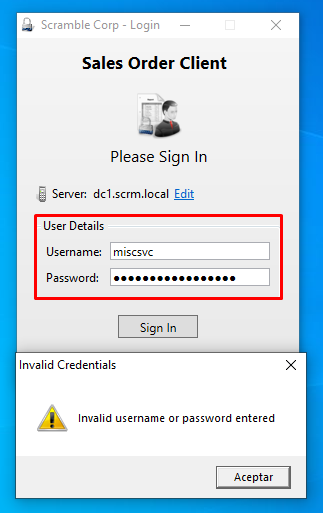 Scramble Corp - Login
Sales Order Client
Please Sign In
Server: dc1.scrm.local Edit
User Details
Username: miscsvc
Password: ●●●●●●●●●●●●●●●●●
Sign In
Invalid Credentials
Invalid username or password entered
Aceptar